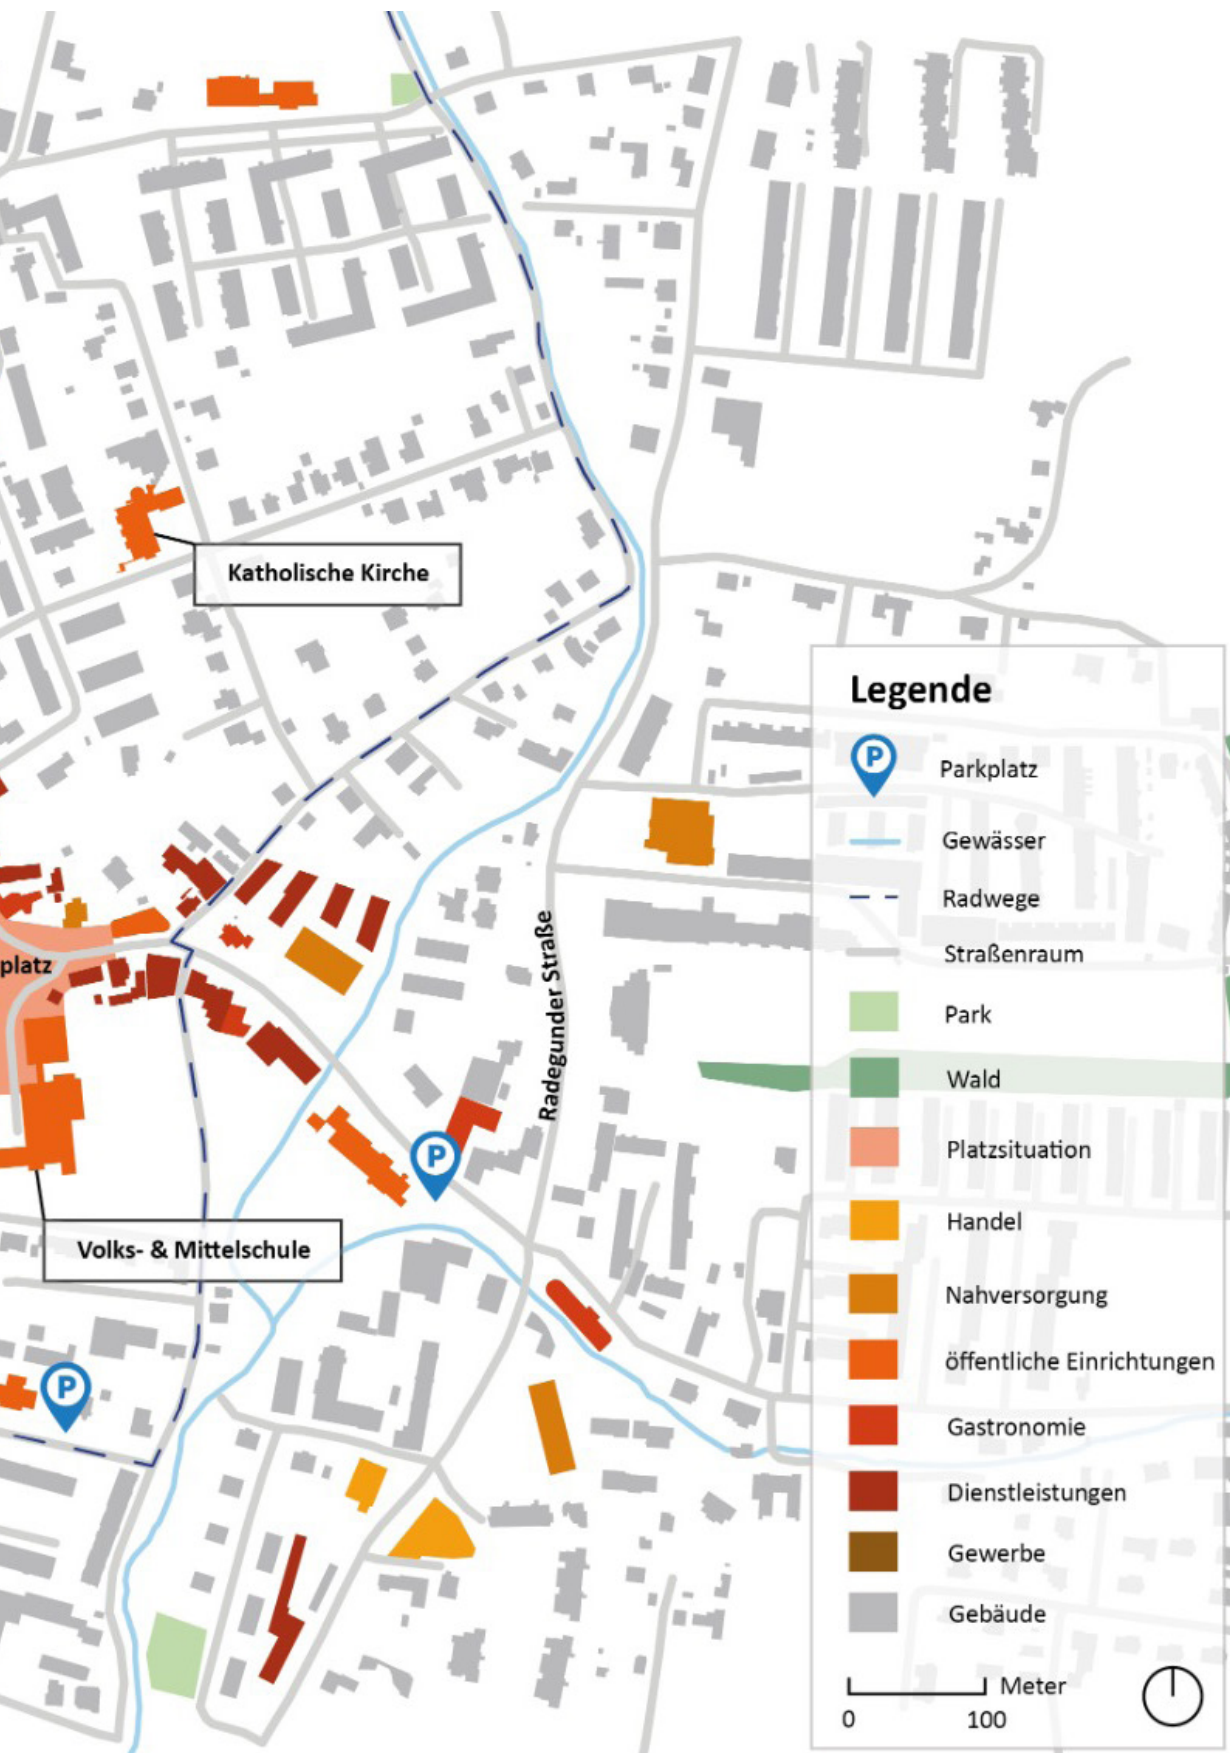 Katholische Kirche
platz
Radegunder Straße
P
Volks- & Mittelschule
P
Legende
P Parkplatz
Gewässer
Radwege
Straßenraum
Park
Wald
Platzsituation
Handel
Nahversorgung
öffentliche Einrichtungen
Gastronomie
Dienstleistungen
Gewerbe
Gebäude
Meter
0 100